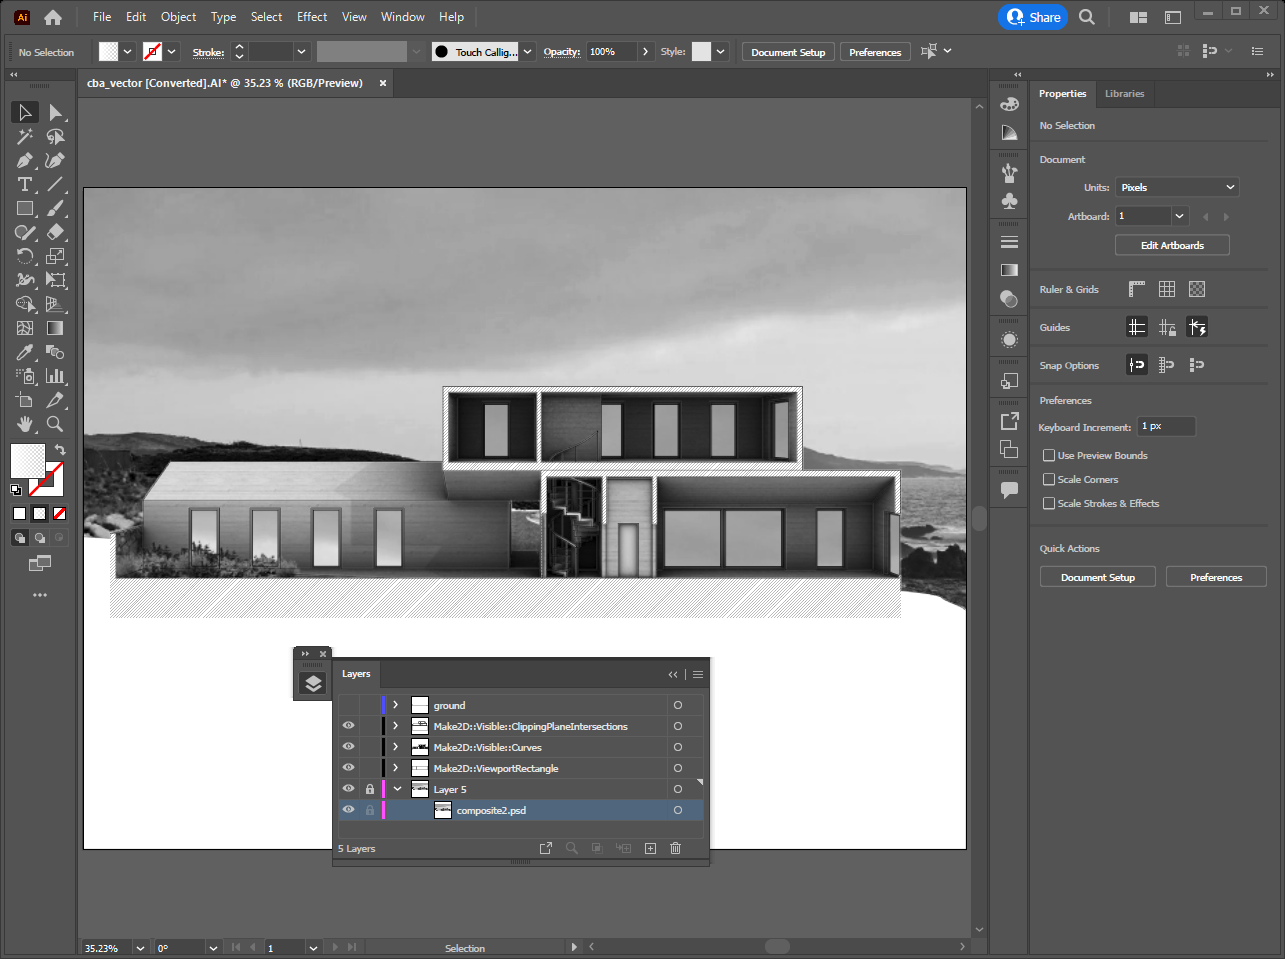 Ai
File Edit Object Type Select Effect View Window Help
Share
No Selection
Stroke:
Touch Callig...
Opacity: 100%
Style:
Document Setup
Preferences
cba_vector [Converted].AI* @ 35.23 % (RGB/Preview)
Properties
Libraries
No Selection
Document
Units: Pixels
Artboard: 1
Edit Artboards
Ruler & Grids
Guides
Snap Options
Preferences
Keyboard Increment: 1 px
Use Preview Bounds
Scale Corners
Scale Strokes & Effects
Quick Actions
Document Setup
Preferences
Layers
ground
Make2D::Visible::ClippingPlaneIntersections
Make2D::Visible::Curves
Make2D::ViewportRectangle
Layer 5
composite2.psd
5 Layers
35.23%
0°
1
Selection